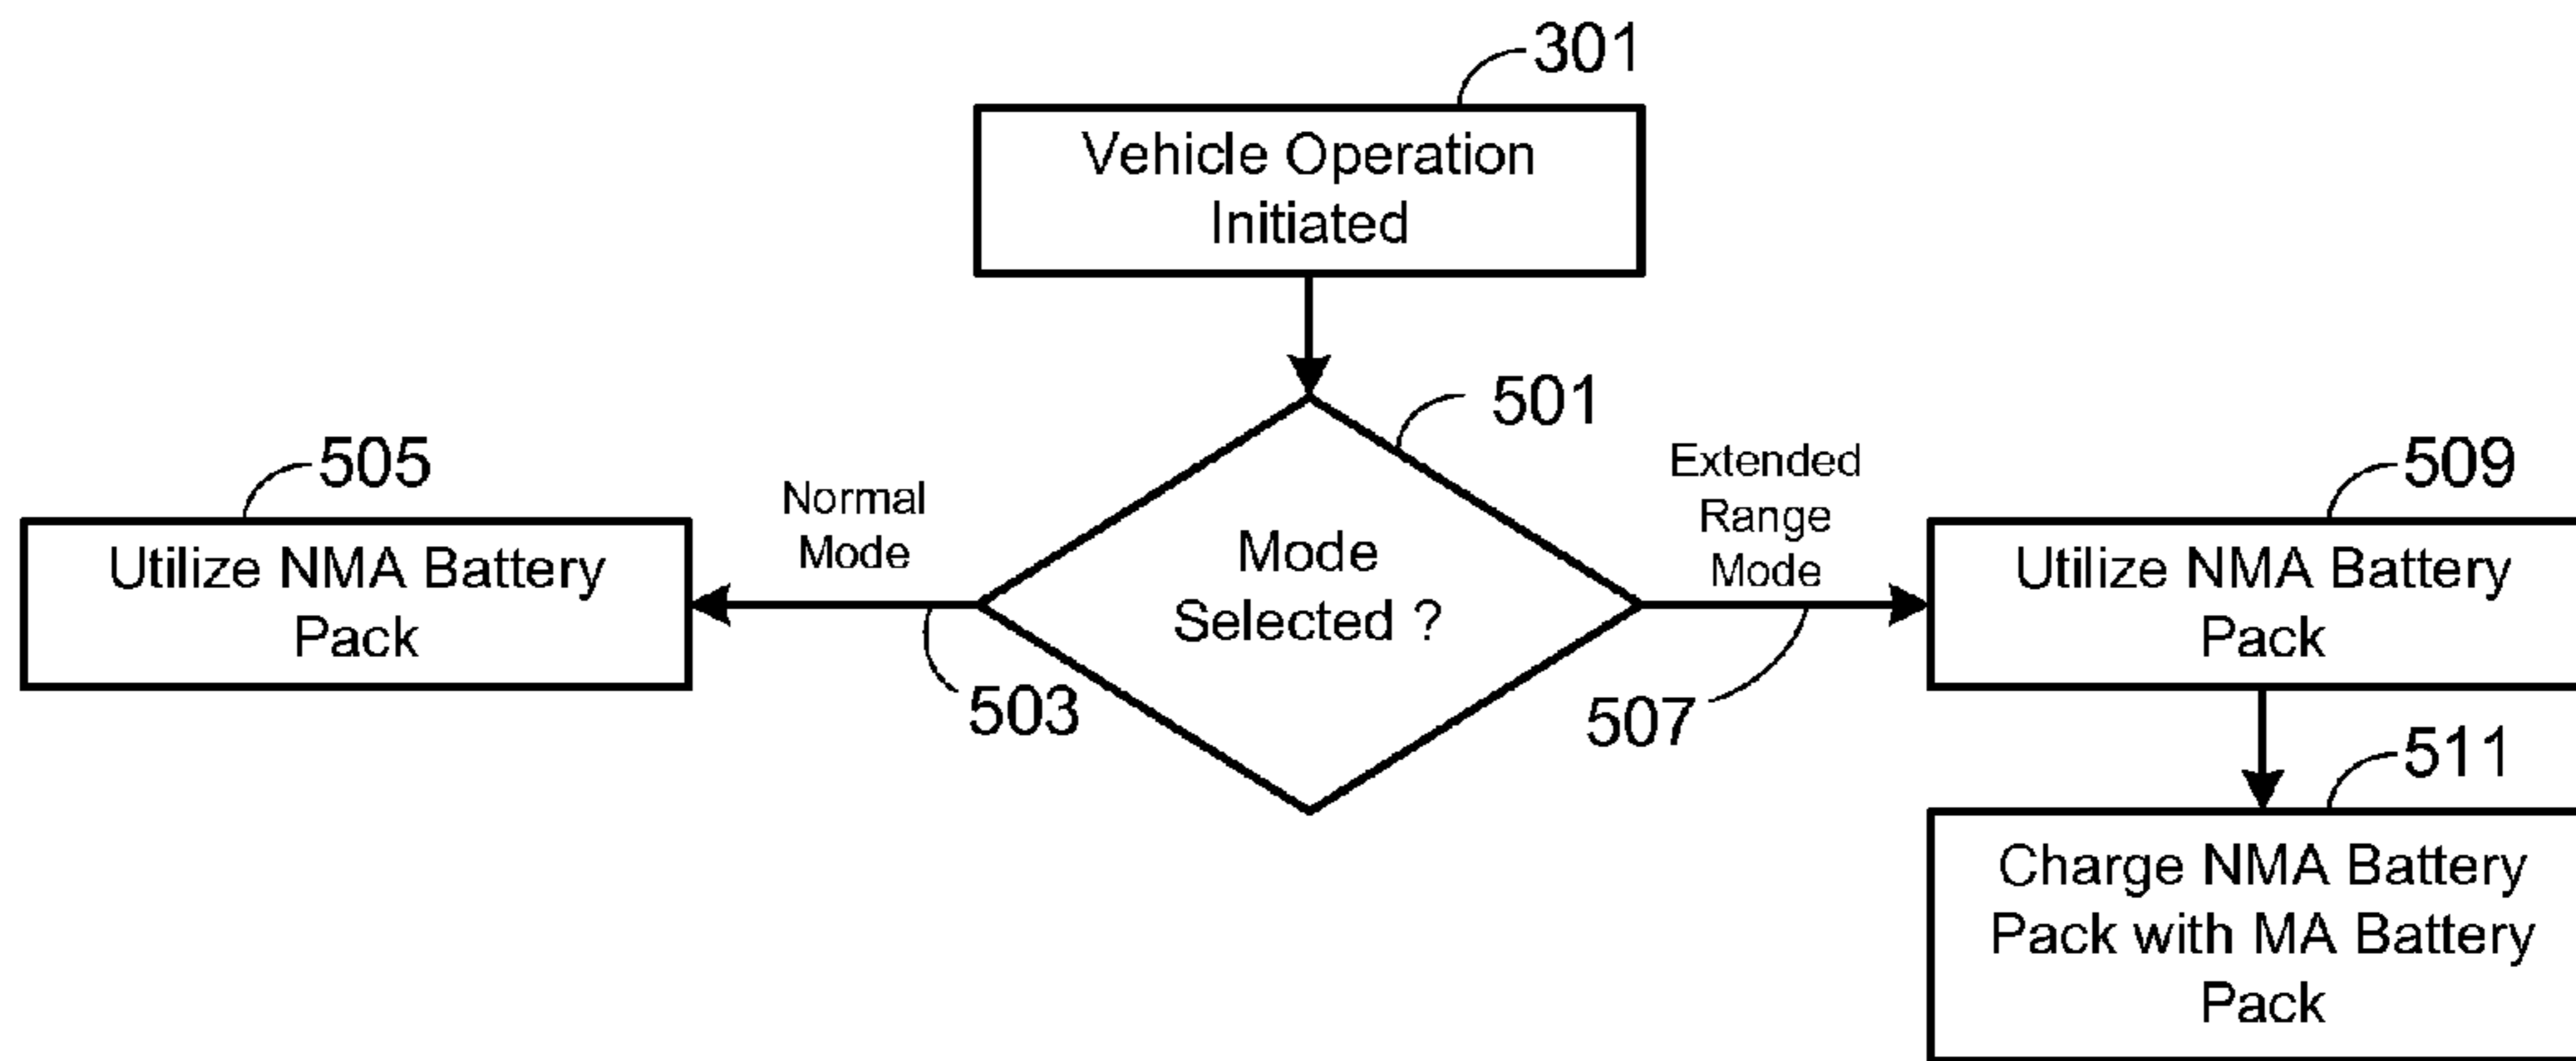 301
Vehicle Operation
Initiated
501
Mode
Selected ?
Normal
Mode
503
505
Utilize NMA Battery
Pack
Extended
Range
Mode
507
509
Utilize NMA Battery
Pack
511
Charge NMA Battery
Pack with MA Battery
Pack